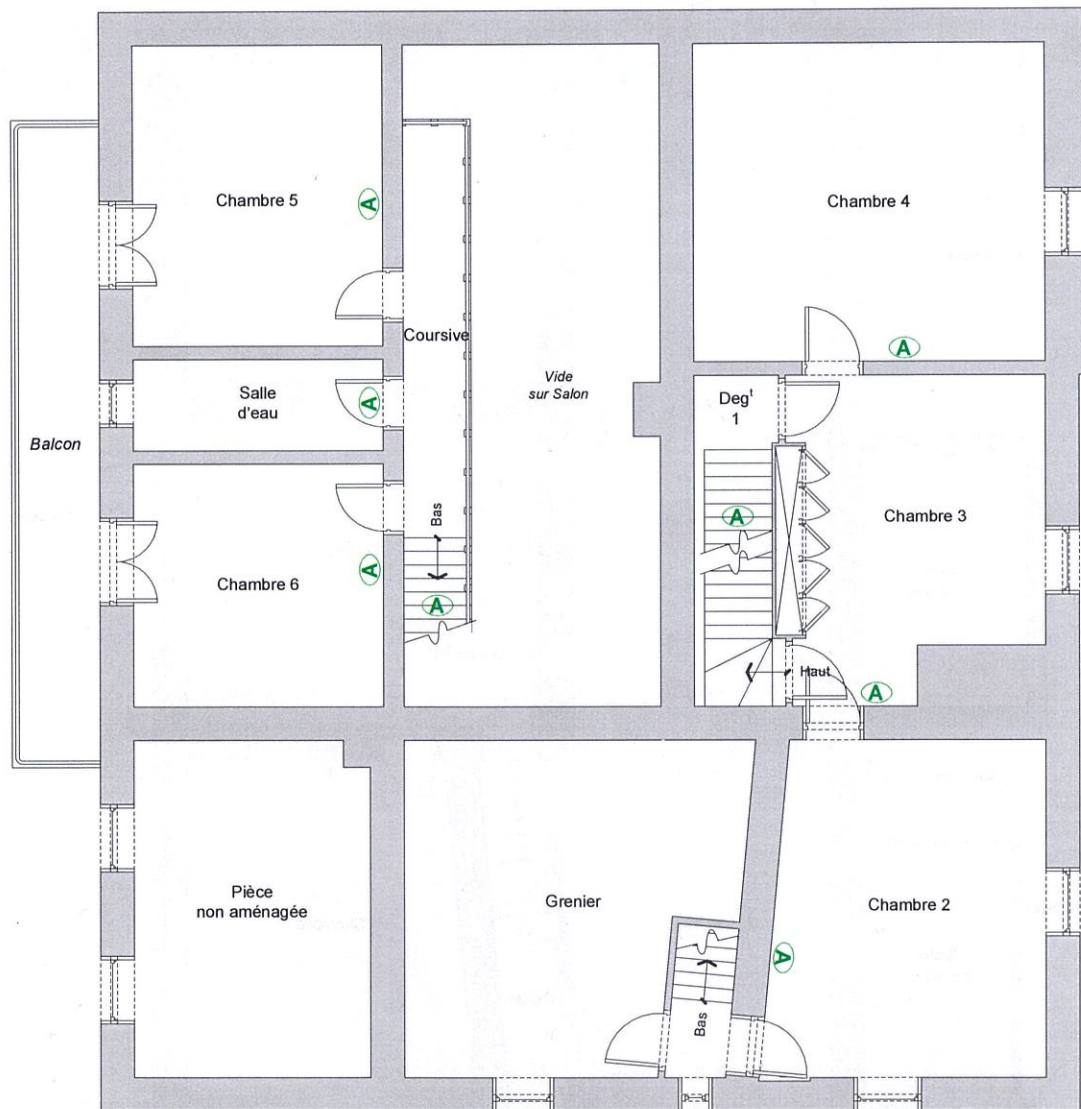 Chambre 5
A
Chambre 4
A
Coursive
Vide
sur Salon
Salle
d'eau
A
Degt
1
Balcon
Bas
A
Chambre 3
Chambre 6
A
A
Haut
A
Pièce
non aménagée
Grenier
Chambre 2
A
Bas